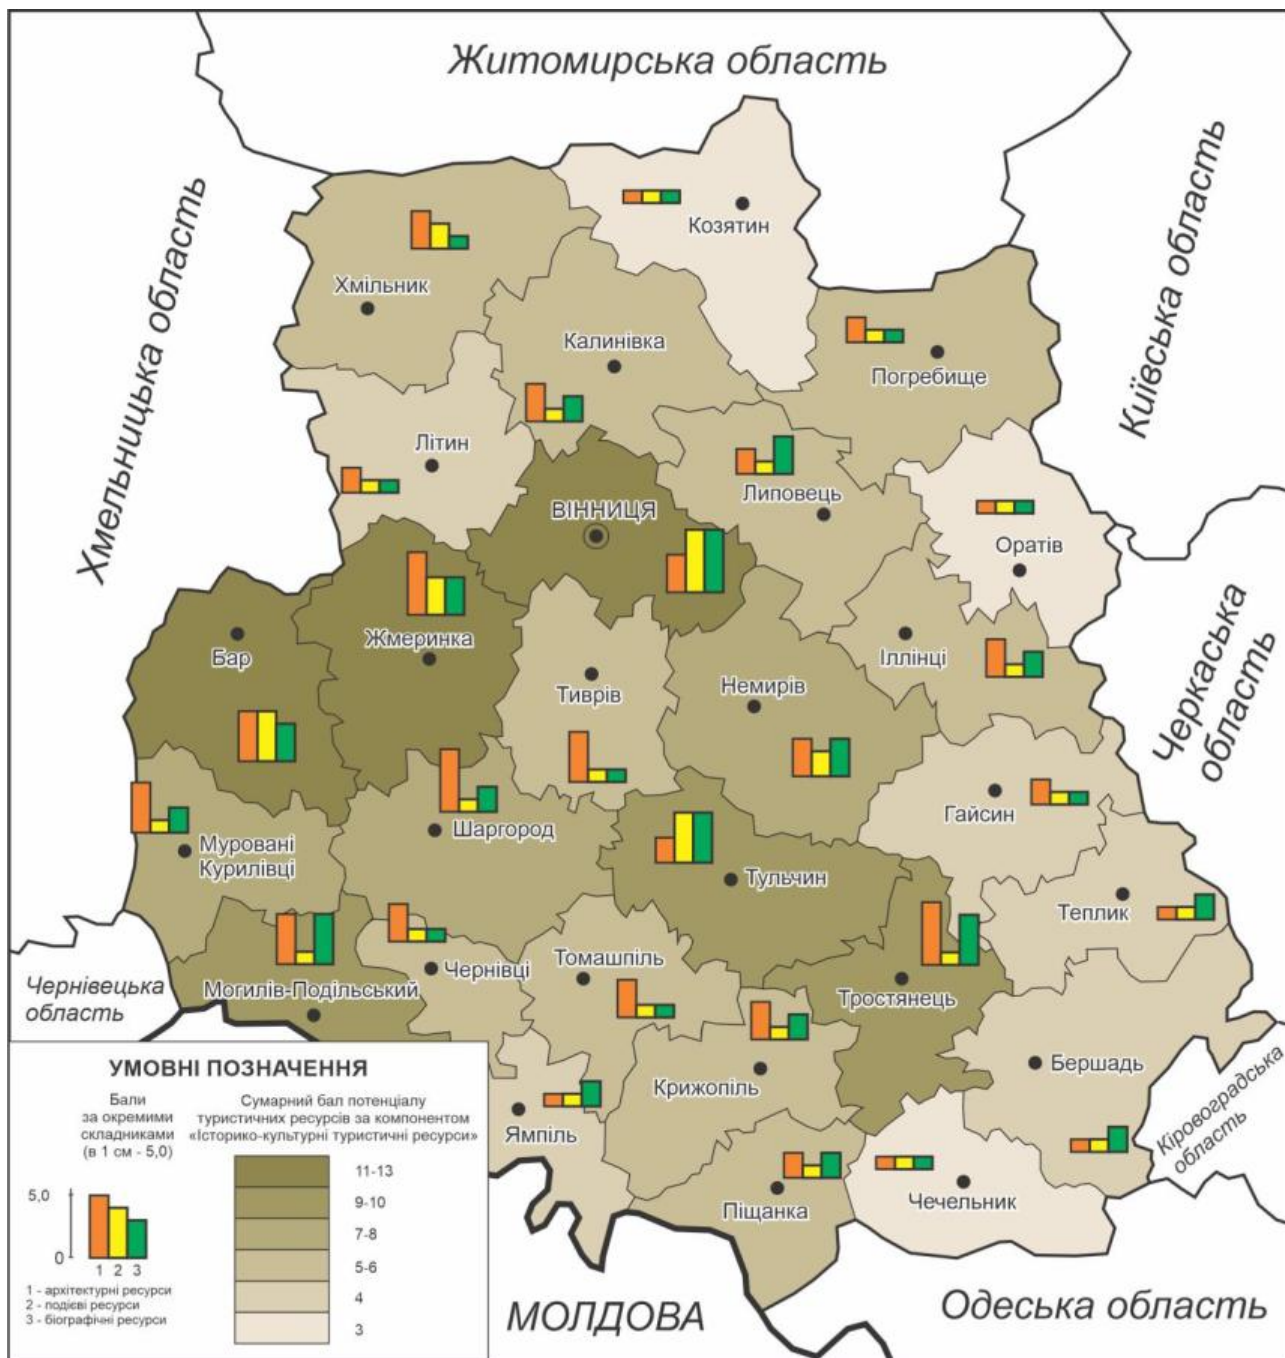 Житомирська область
Хмельницька область
Київська область
Козятин
Хмільник
Калинівка
Погребище
Літин
Липовець
ВІННИЦЯ
Оратів
Черкаська
область
Бар
Жмеринка
Тиврів
Немирів
Іллінці
Гайсин
Шаргород
Муровані
Курилівці
Тульчин
Теплик
Чернівецька
область
Могилів-Подільський
Чернівці
Томашпіль
Тростянець
Крижопіль
Бершадь
Кіровоградська
область
Ямпіль
Піщанка
Чечельник
МОЛДОВА
Одеська область
УМОВНІ ПОЗНАЧЕННЯ
Бали
за окремими
складниками
(в 1 см - 5,0)
5,0
0
1 2 3
1 - архітектурні ресурси
2 - подієві ресурси
3 - біографічні ресурси
Сумарний бал потенціалу
туристичних ресурсів за компонентом
«Історико-культурні туристичні ресурси»
11-13
9-10
7-8
5-6
4
3